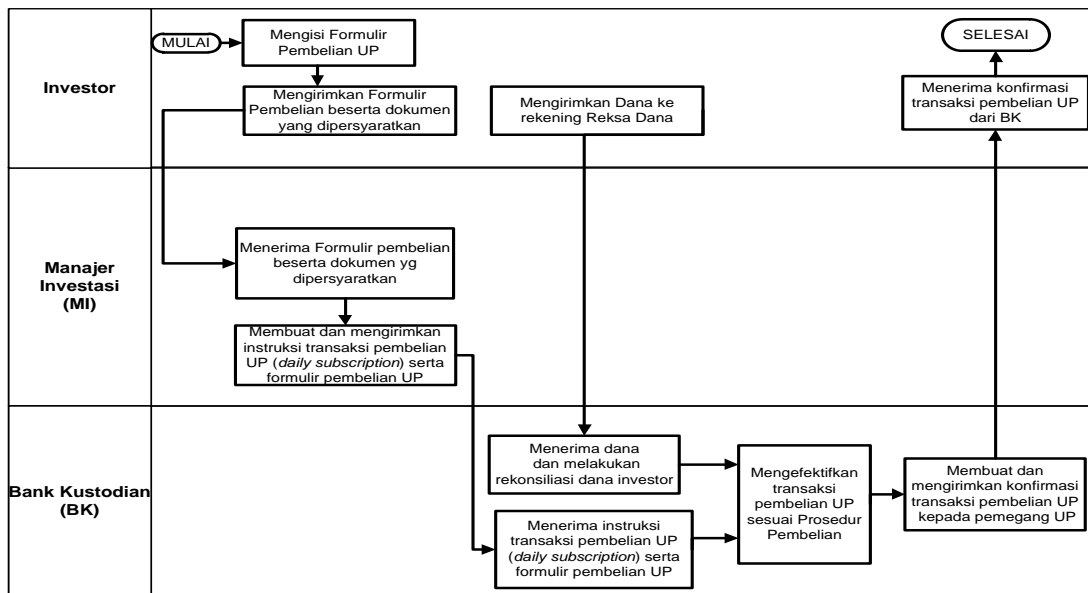 Investor
MULAI
Mengisi Formulir
Pembelian UP
Mengirimkan Formulir
Pembelian beserta dokumen
yang dipersyaratkan
Mengirimkan Dana ke
rekening Reksa Dana
SELESAI
Menerima konfirmasi
transaksi pembelian UP
dari BK
Manajer
Investasi
(MI)
Menerima Formulir pembelian
beserta dokumen yg
dipersyaratkan
Membuat dan mengirimkan
instruksi transaksi pembelian
UP (daily subscription) serta
formulir pembelian UP
Bank Kustodian
(BK)
Menerima dana
dan melakukan
rekonsiliasi dana investor
Menerima instruksi
transaksi pembelian UP
(daily subscription) serta
formulir pembelian UP
Mengefektifkan
transaksi
pembelian UP
sesuai Prosedur
Pembelian
Membuat dan
mengirimkan konfirmasi
transaksi pembelian UP
kepada pemegang UP